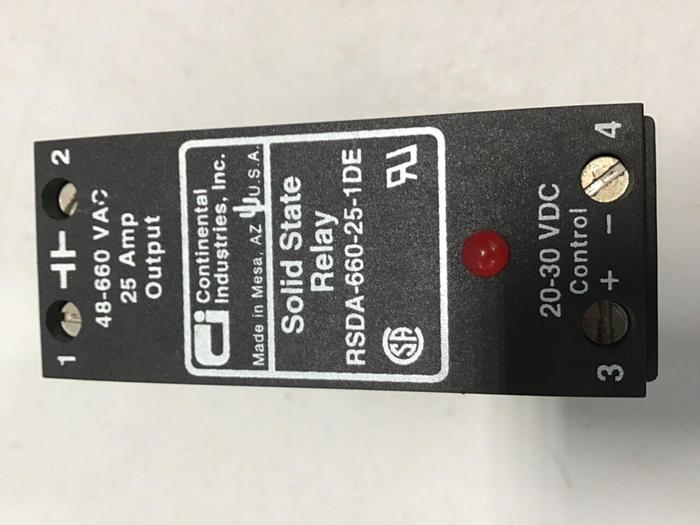 1 2
48-660 VAC
25 Amp
Output
Continental
Industries, Inc.
Made in Mesa, AZ U.S.A.
Solid State
Relay
RSDA-660-25-1DE
20-30 VDC
Control
+ -
3 4